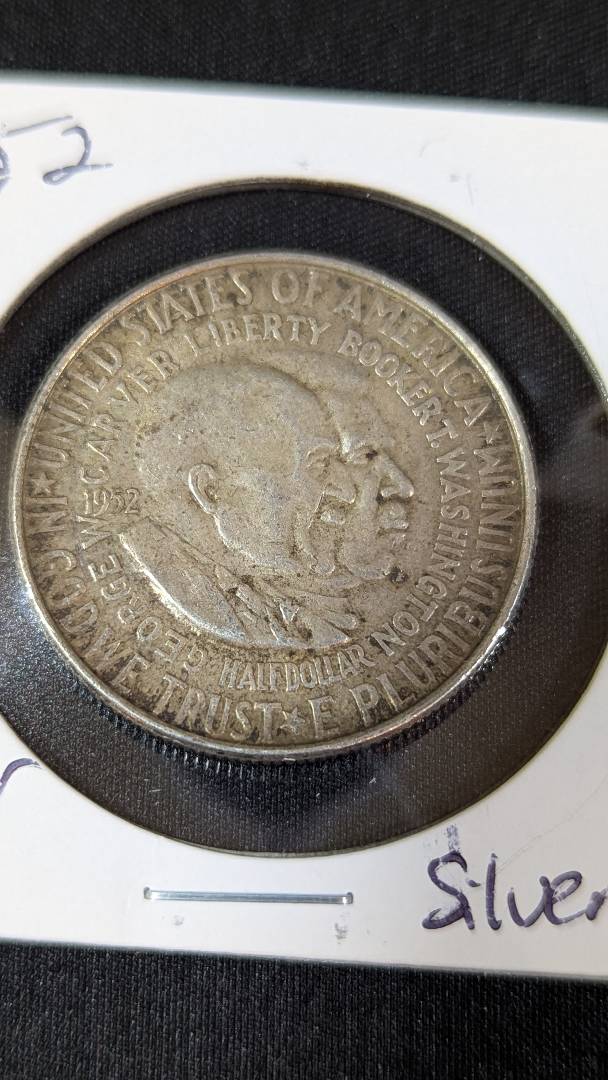 52
UNITED STATES OF AMERICA
★ E PLURIBUS UNUM ★
IN GOD WE TRUST ★
GEORGE W. CARVER LIBERTY BOOKER T. WASHINGTON
1952
HALF DOLLAR
Silver